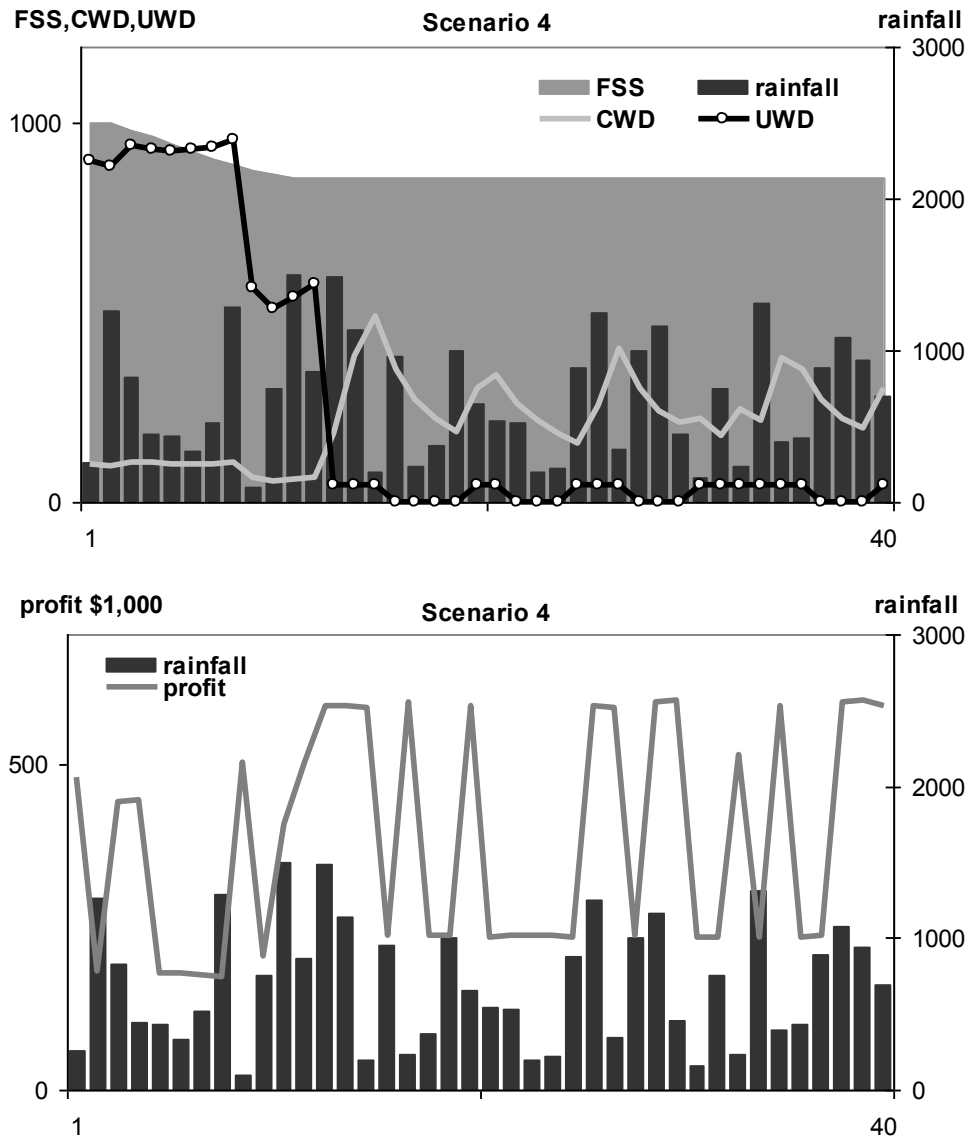 FSS,CWD,UWD Scenario 4 rainfall
3000
FSS rainfall
CWD UWD
1000
2000
1000
0 0
1 40
profit $1,000 Scenario 4 rainfall
3000
rainfall
profit
500
2000
1000
0 0
1 40